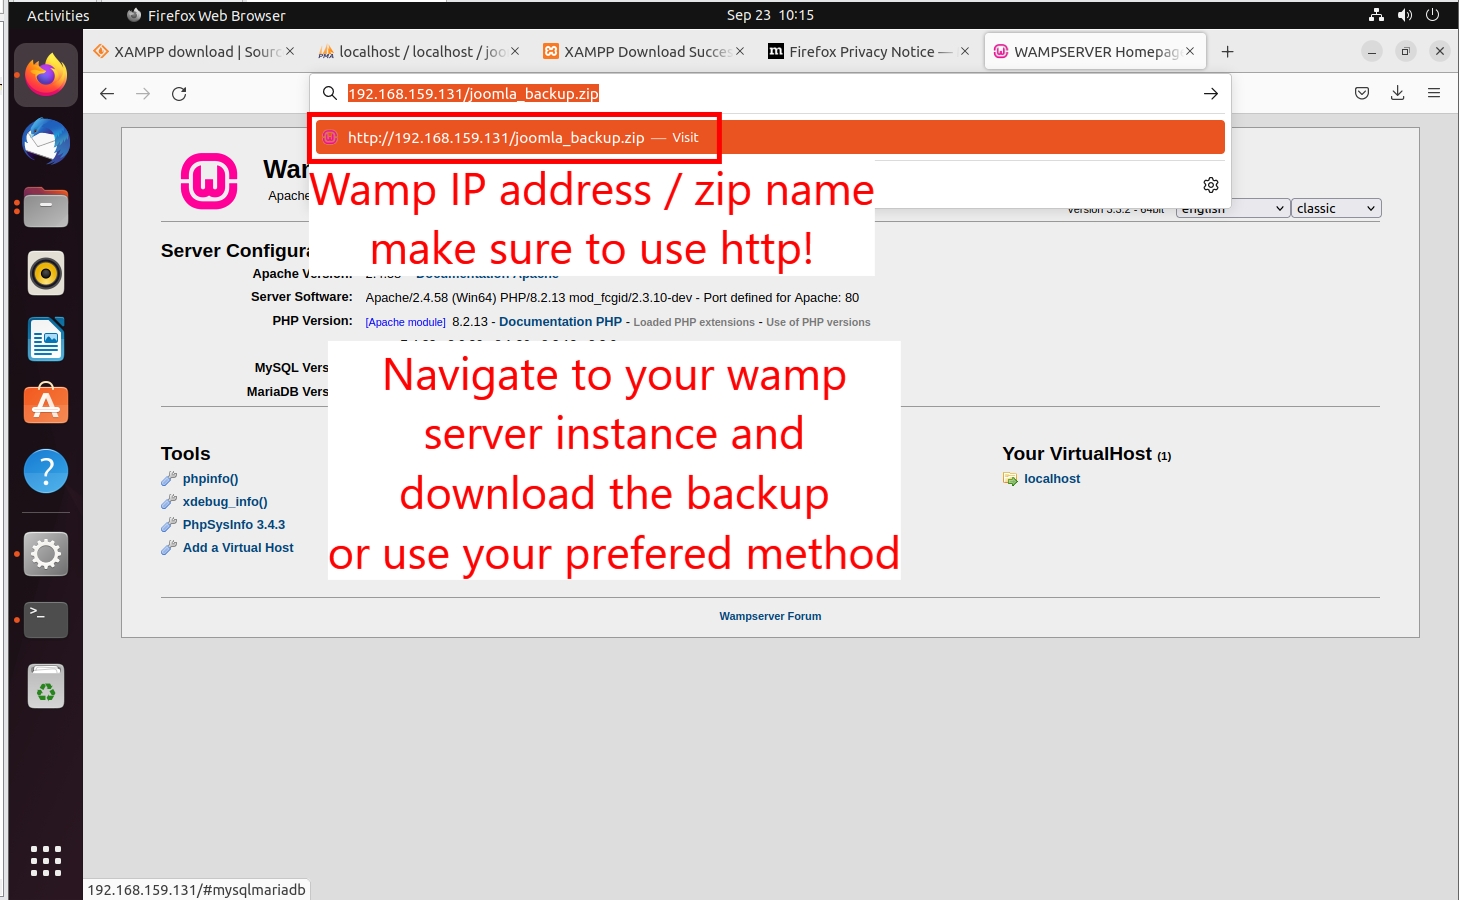 Activities
Firefox Web Browser
Sep 23 10:15
XAMPP download | Sourc
localhost / localhost / joo
XAMPP Download Succes
Firefox Privacy Notice —
WAMPSERVER Homepag
192.168.159.131/joomla_backup.zip
http://192.168.159.131/joomla_backup.zip — Visit
Wamp IP address / zip name
make sure to use http!
Apache
Version 3.3.2 - 64bit
english
classic
Server Configura
Apache Version:
Documentation Apache
Server Software: Apache/2.4.58 (Win64) PHP/8.2.13 mod_fcgid/2.3.10-dev - Port defined for Apache: 80
PHP Version: [Apache module] 8.2.13 - Documentation PHP - Loaded PHP extensions - Use of PHP versions
MySQL Vers
MariaDB Vers
Navigate to your wamp
server instance and
download the backup
or use your prefered method
Tools
phpinfo()
xdebug_info()
PhpSysInfo 3.4.3
Add a Virtual Host
Your VirtualHost (1)
localhost
Wampserver Forum
192.168.159.131/#mysqlmariadb